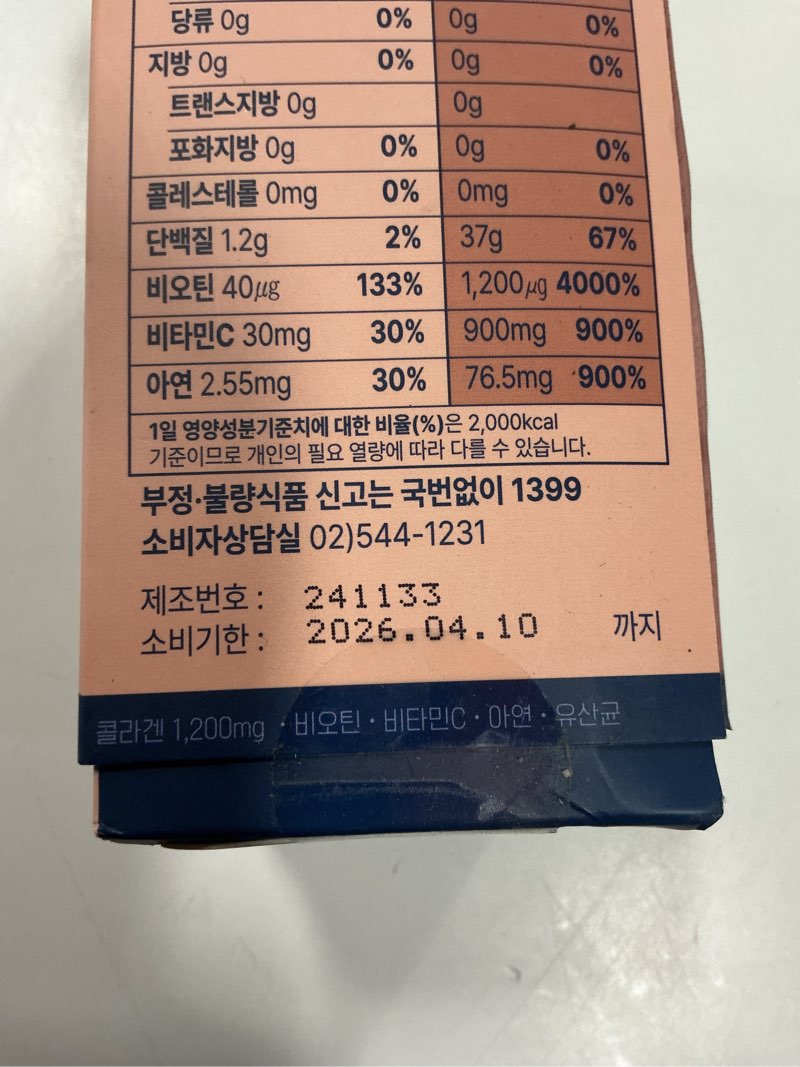 당류 0g 0% 0g 0%
지방 0g 0% 0g 0%
트랜스지방 0g 0g
포화지방 0g 0% 0g 0%
콜레스테롤 0mg 0% 0mg 0%
단백질 1.2g 2% 37g 67%
비오틴 40㎍ 133% 1,200㎍ 4000%
비타민C 30mg 30% 900mg 900%
아연 2.55mg 30% 76.5mg 900%
1일 영양성분기준치에 대한 비율(%)은 2,000kcal
기준이므로 개인의 필요 열량에 따라 다를 수 있습니다.
부정·불량식품 신고는 국번없이 1399
소비자상담실 02)544-1231
제조번호 : 241133
소비기한 : 2026.04.10 까지
콜라겐 1,200mg · 비오틴 · 비타민C · 아연 · 유산균